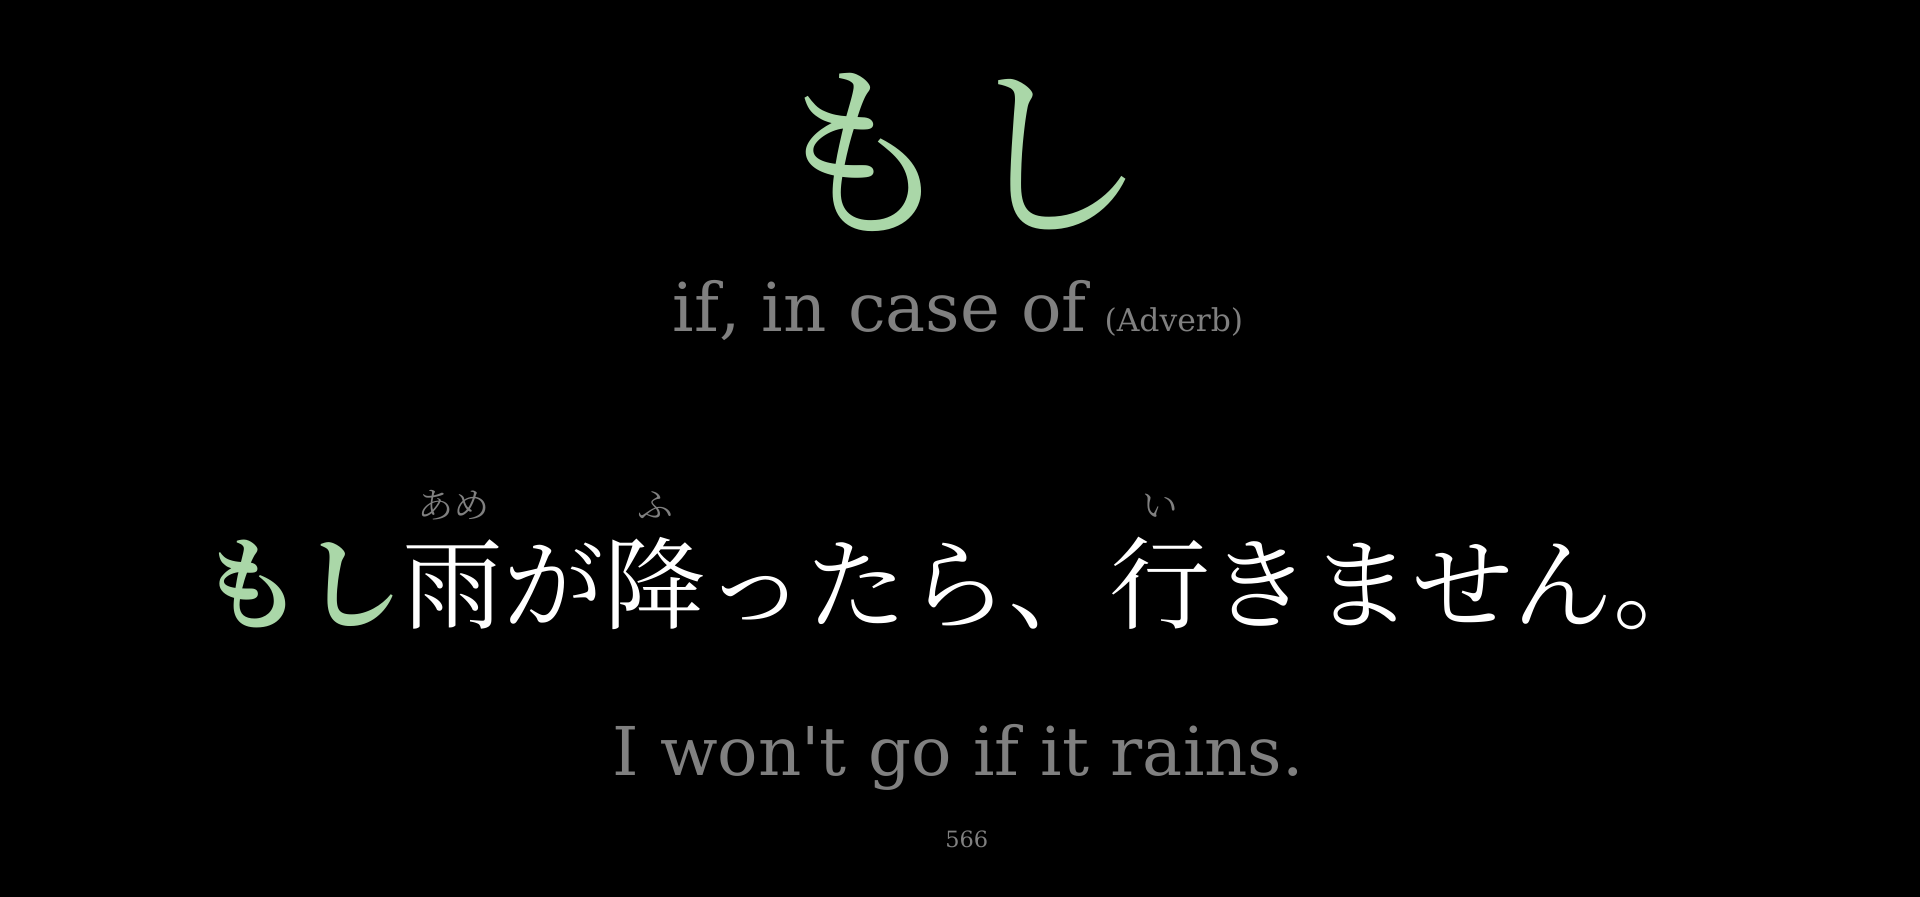 もし
if, in case of (Adverb)
あめ ふ い
もし雨が降ったら、行きません。
I won't go if it rains.
566